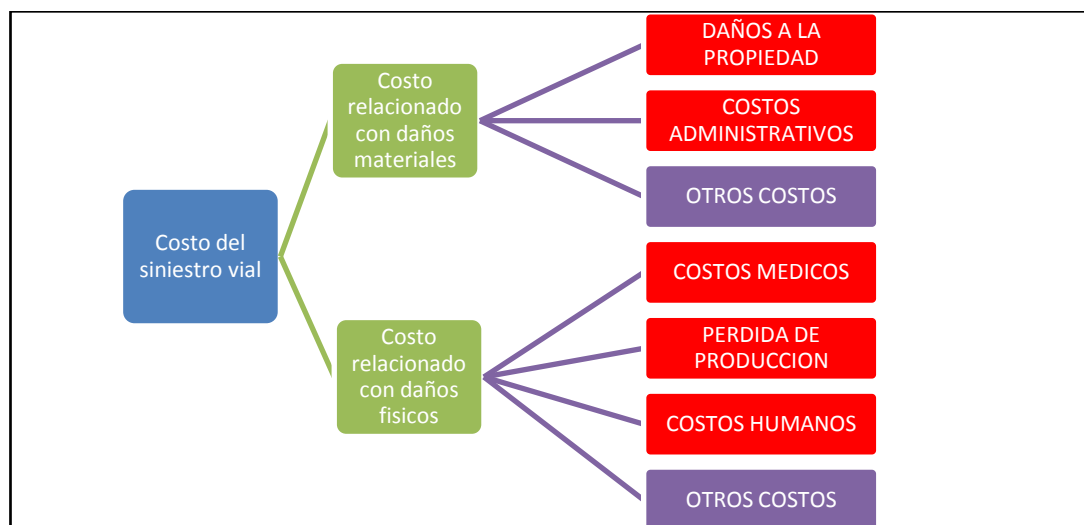 Costo del
siniestro vial
Costo
relacionado
con daños
materiales
DAÑOS A LA
PROPIEDAD
COSTOS
ADMINISTRATIVOS
OTROS COSTOS
Costo
relacionado
con daños
fisicos
COSTOS MEDICOS
PERDIDA DE
PRODUCCION
COSTOS HUMANOS
OTROS COSTOS